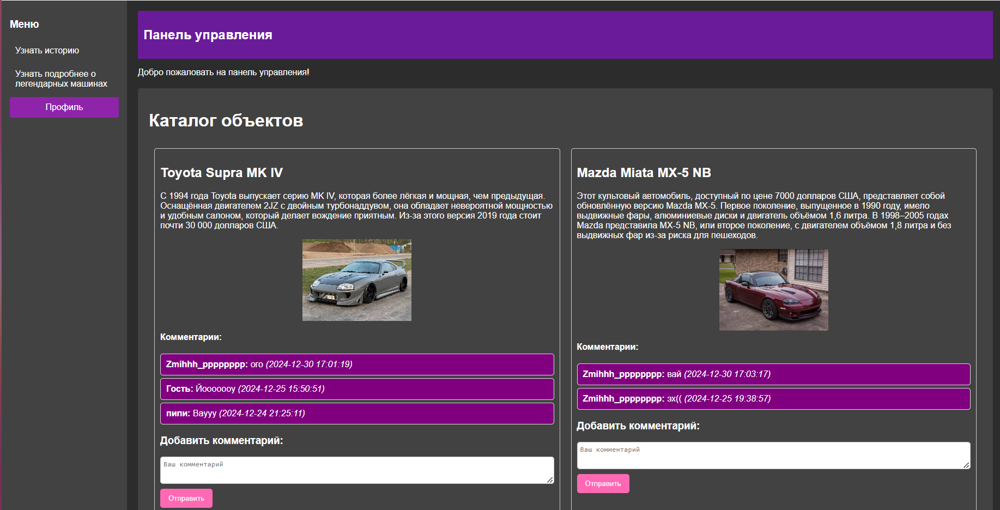 Меню
Узнать историю
Узнать подробнее о
легендарных машинах
Профиль
Панель управления
Добро пожаловать на панель управления!
Каталог объектов
Toyota Supra MK IV
С 1994 года Toyota выпускает серию MK IV, которая более лёгкая и мощная, чем предыдущая.
Оснащённая двигателем 2JZ с двойным турбонаддувом, она обладает невероятной мощностью
и удобным салоном, который делает вождение приятным. Из-за этого версия 2019 года стоит
почти 30 000 долларов США.
Комментарии:
Zmihhh_pppppppp: ого (2024-12-30 17:01:19)
Гость: Йооооооу (2024-12-25 15:50:51)
пипи: Вауyy (2024-12-24 21:25:11)
Добавить комментарий:
Ваш комментарий
Отправить
Mazda Miata MX-5 NB
Этот культовый автомобиль, доступный по цене 7000 долларов США, представляет собой
обновлённую версию Mazda MX-5. Первое поколение, выпущенное в 1990 году, имело
выдвижные фары, алюминиевые диски и двигатель объёмом 1,6 литра. В 1998–2005 годах
Mazda представила MX-5 NB, или второе поколение, с двигателем объёмом 1,8 литра и без
выдвижных фар из-за риска для пешеходов.
Комментарии:
Zmihhh_pppppppp: вай (2024-12-30 17:03:17)
Zmihhh_pppppppp: эх(( (2024-12-25 19:38:57)
Добавить комментарий:
Ваш комментарий
Отправить